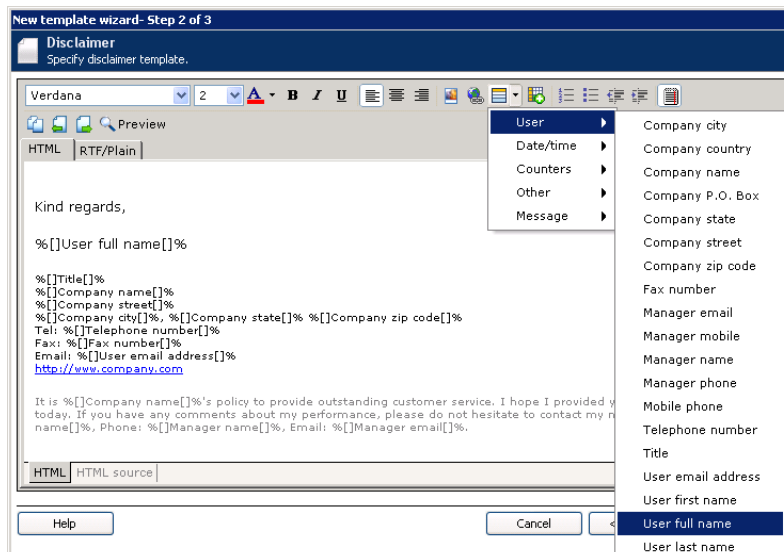 New template wizard- Step 2 of 3
Disclaimer
Specify disclaimer template.
Verdana 2 A B I U
Preview
HTML RTF/Plain
User
Date/time
Counters
Other
Message
Company city
Company country
Company name
Company P.O. Box
Company state
Company street
Company zip code
Fax number
Manager email
Manager mobile
Manager name
Manager phone
Mobile phone
Telephone number
Title
User email address
User first name
User full name
User last name
Kind regards,
%[]User full name[]%
%[]Title[]%
%[]Company name[]%
%[]Company street[]%
%[]Company city[]%, %[]Company state[]% %[]Company zip code[]%
Tel: %[]Telephone number[]%
Fax: %[]Fax number[]%
Email: %[]User email address[]%
http://www.company.com
It is %[]Company name[]%'s policy to provide outstanding customer service. I hope I provided
today. If you have any comments about my performance, please do not hesitate to contact my
name[]%, Phone: %[]Manager name[]%, Email: %[]Manager email[]%.
HTML HTML source
Help Cancel <